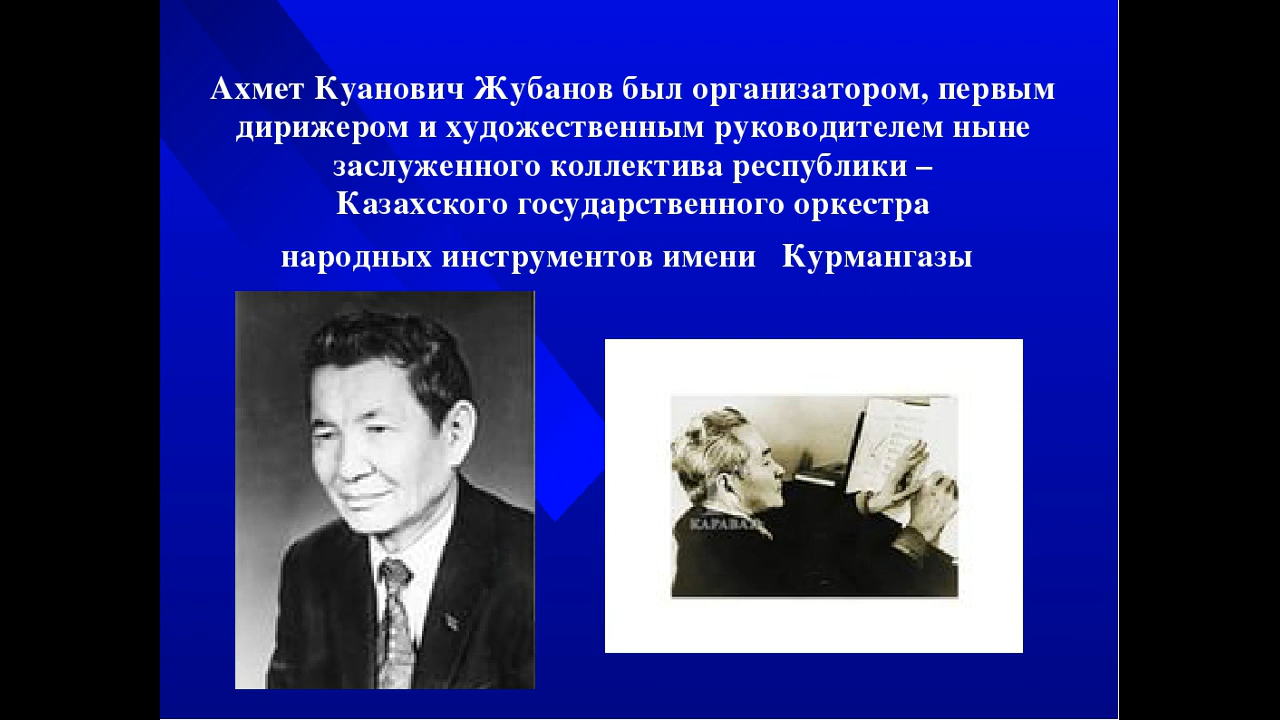 Ахмет Куанович Жубанов был организатором, первым
дирижером и художественным руководителем ныне
заслуженного коллектива республики –
Казахского государственного оркестра
народных инструментов имени Курмангазы